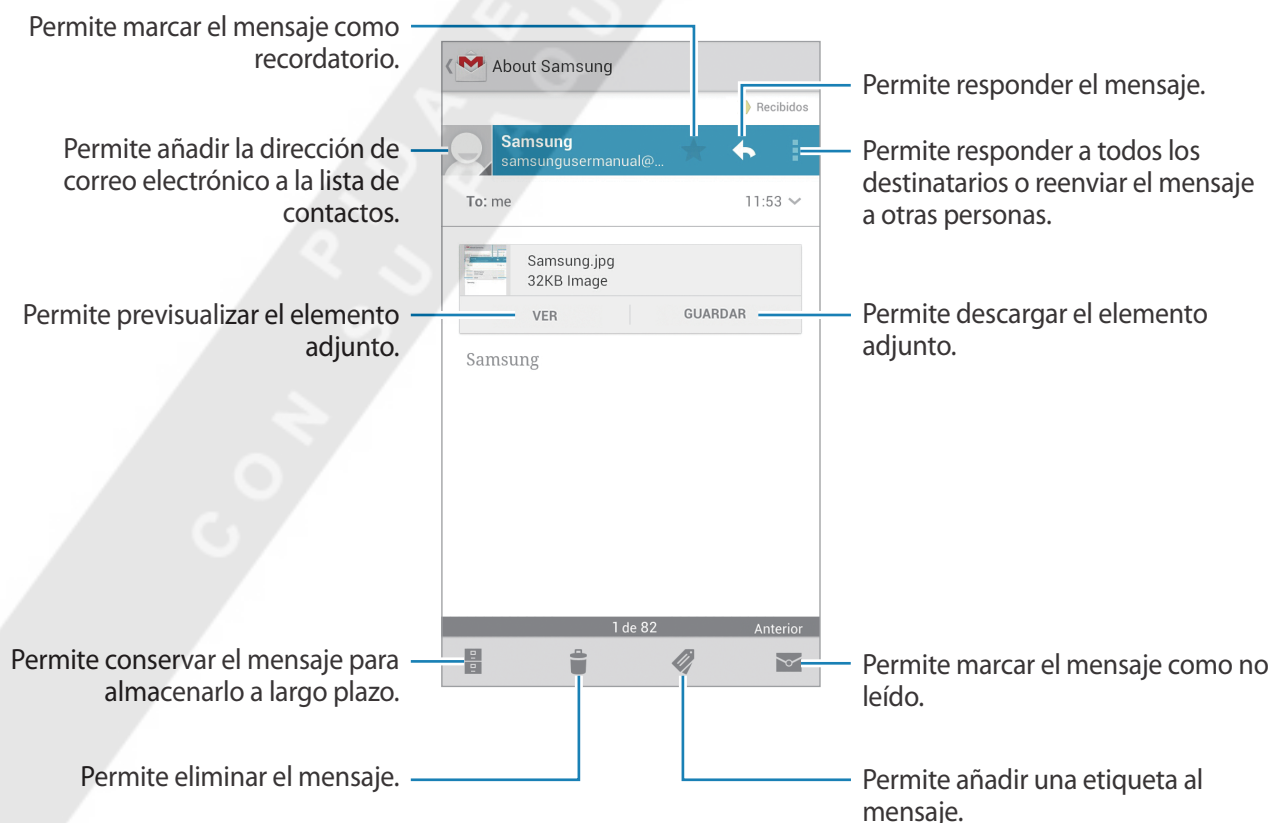 Permite marcar el mensaje como
recordatorio.
Permite añadir la dirección de
correo electrónico a la lista de
contactos.
Permite previsualizar el elemento
adjunto.
Permite conservar el mensaje para
almacenarlo a largo plazo.
Permite eliminar el mensaje.
About Samsung
Recibidos
Samsung
samsungusermanual@...
To: me 11:53
Samsung.jpg
32KB Image
VER GUARDAR
Samsung
1 de 82 Anterior
Permite responder el mensaje.
Permite responder a todos los
destinatarios o reenviar el mensaje
a otras personas.
Permite descargar el elemento
adjunto.
Permite marcar el mensaje como no
leído.
Permite añadir una etiqueta al
mensaje.